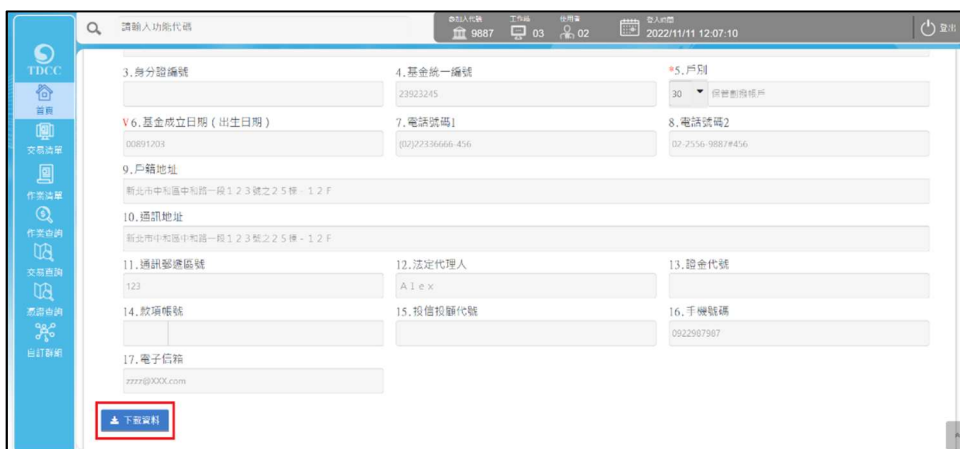 請輸入功能代碼
參加人代號 工作站 使用者 登入時間
9887 03 02 2022/11/11 12:07:10 登出
TDCC
首頁
交易清單
作業清單
作業查詢
交易查詢
憑證查詢
自訂群組
3.身分證編號 4.基金統一編號 *5.戶別
23923245 30 保管劃撥帳戶
V 6.基金成立日期(出生日期) 7.電話號碼1 8.電話號碼2
00891203 (02)22336666-456 02-2556-9887#456
9.戶籍地址
新北市中和區中和路一段123號之25樓-12F
10.通訊地址
新北市中和區中和路一段123號之25樓-12F
11.通訊郵遞區號 12.法定代理人 13.證金代號
123 Alex
14.款項帳號 15.投信投顧代號 16.手機號碼
0922987987
17.電子信箱
zzzz@XXX.com
下載資料